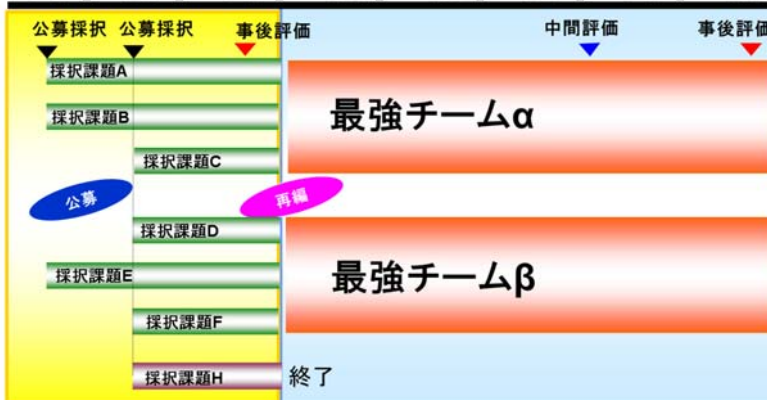 公募採択 公募採択 事後評価 中間評価 事後評価
採択課題A
採択課題B
最強チームα
採択課題C
公募
再編
採択課題D
採択課題E
最強チームβ
採択課題F
採択課題H
終了